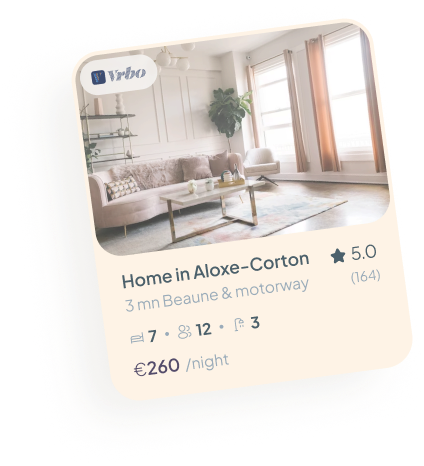 Vrbo
Home in Aloxe-Corton
5.0
3 mn Beaune & motorway
(164)
7 • 12 • 3
€260 /night